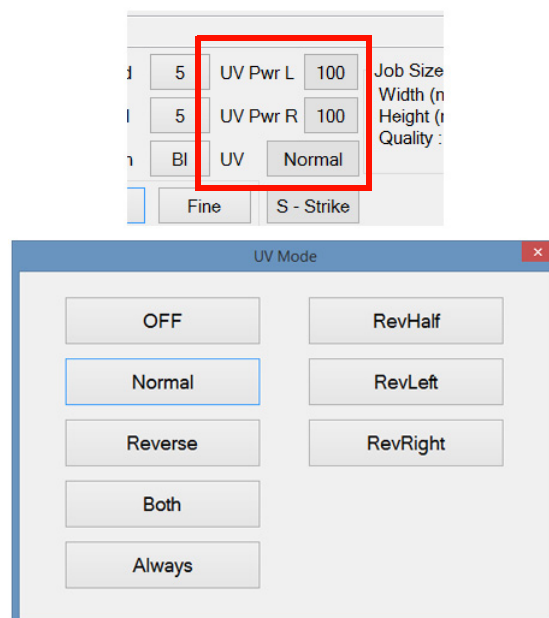 5 UV Pwr L 100 Job Size
Width (
5 UV Pwr R 100 Height (
Quality :
BI UV Normal
Fine S - Strike
UV Mode
OFF RevHalf
Normal RevLeft
Reverse RevRight
Both
Always